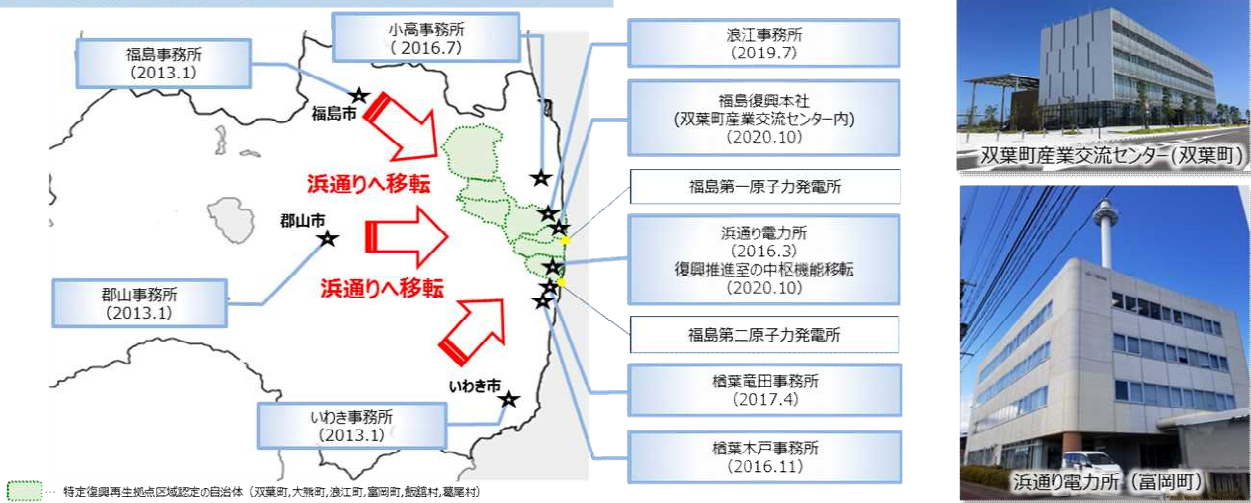 福島事務所
(2013.1)
小高事務所
( 2016.7)
浪江事務所
(2019.7)
福島復興本社
(双葉町産業交流センター内)
(2020.10)
福島第一原子力発電所
浜通り電力所
(2016.3)
復興推進室の中枢機能移転
(2020.10)
福島第二原子力発電所
楢葉竜田事務所
(2017.4)
楢葉木戸事務所
(2016.11)
福島市
浜通りへ移転
郡山市
浜通りへ移転
郡山事務所
(2013.1)
いわき市
いわき事務所
(2013.1)
… 特定復興再生拠点区域認定の自治体（双葉町,大熊町,浪江町,富岡町,飯舘村,葛尾村）
双葉町産業交流センター(双葉町)
浜通り電力所（富岡町）